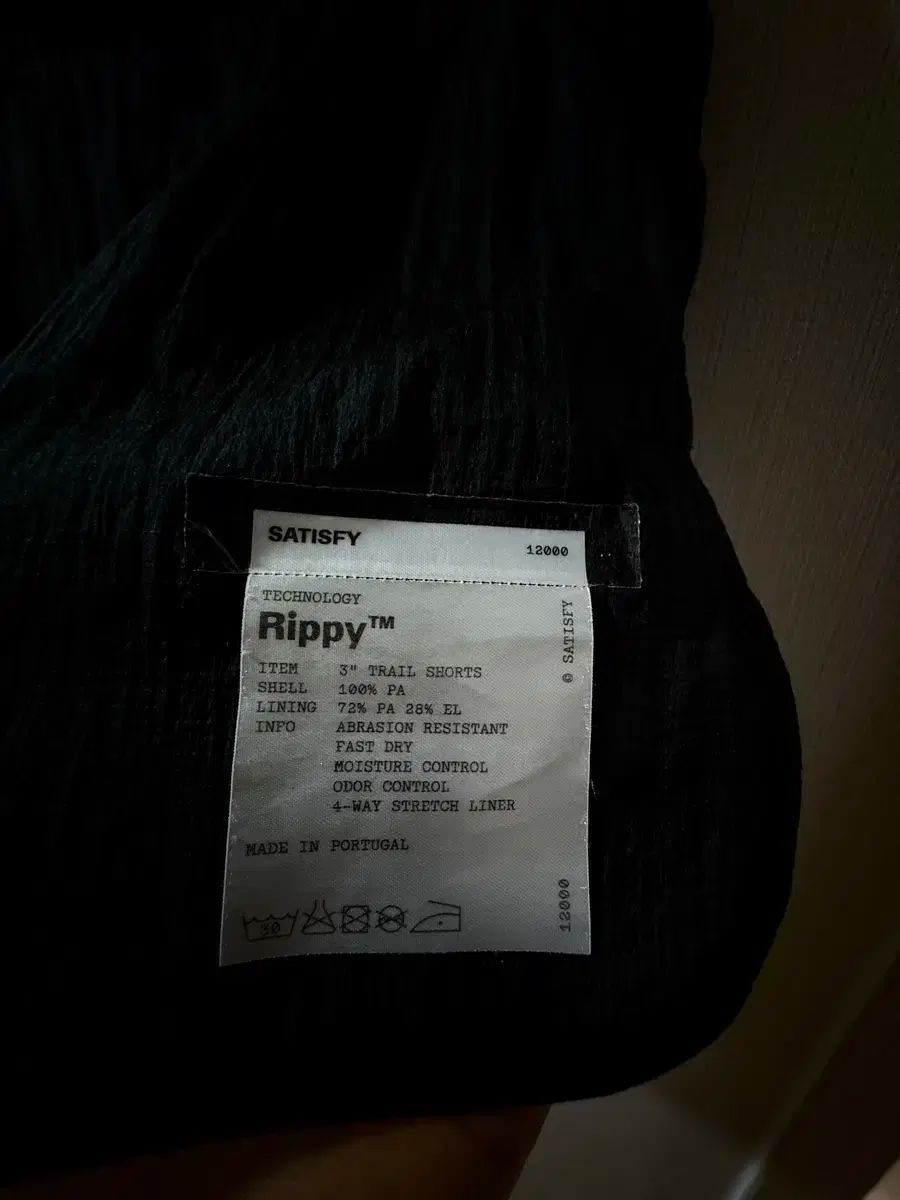 SATISFY
12000
TECHNOLOGY
Rippy™
© SATISFY
ITEM 3" TRAIL SHORTS
SHELL 100% PA
LINING 72% PA 28% EL
INFO ABRASION RESISTANT
FAST DRY
MOISTURE CONTROL
ODOR CONTROL
4-WAY STRETCH LINER
MADE IN PORTUGAL
30
12000